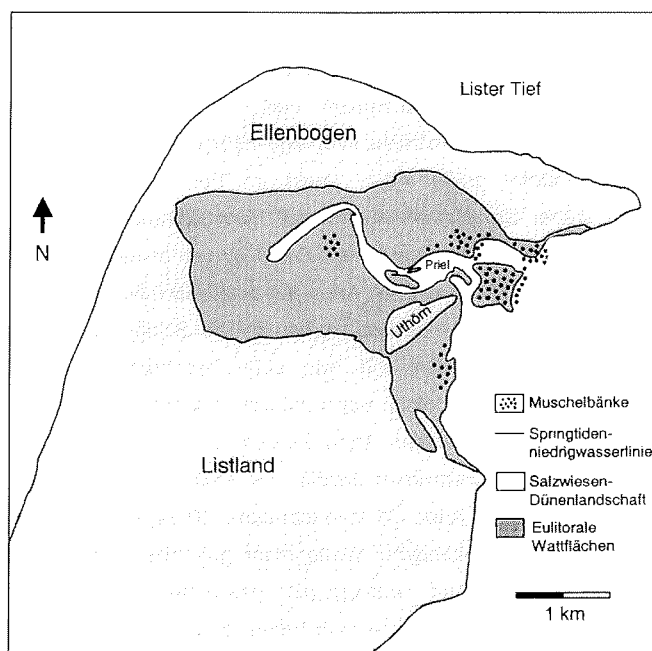 Lister Tief
Ellenbogen
N
Priel
Uthörn
Listland
Muschelbänke
Springtiden-
niedrigwasserlinie
Salzwiesen-
Dünenlandschaft
Eulitorale
Wattflächen
1 km